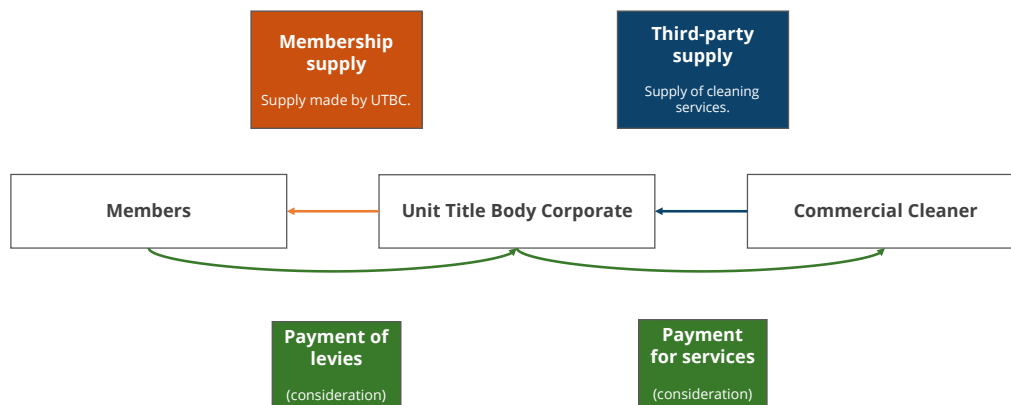 Membership
supply
Supply made by UTBC.
Third-party
supply
Supply of cleaning
services.
Members
Unit Title Body Corporate
Commercial Cleaner
Payment of
levies
(consideration)
Payment
for services
(consideration)